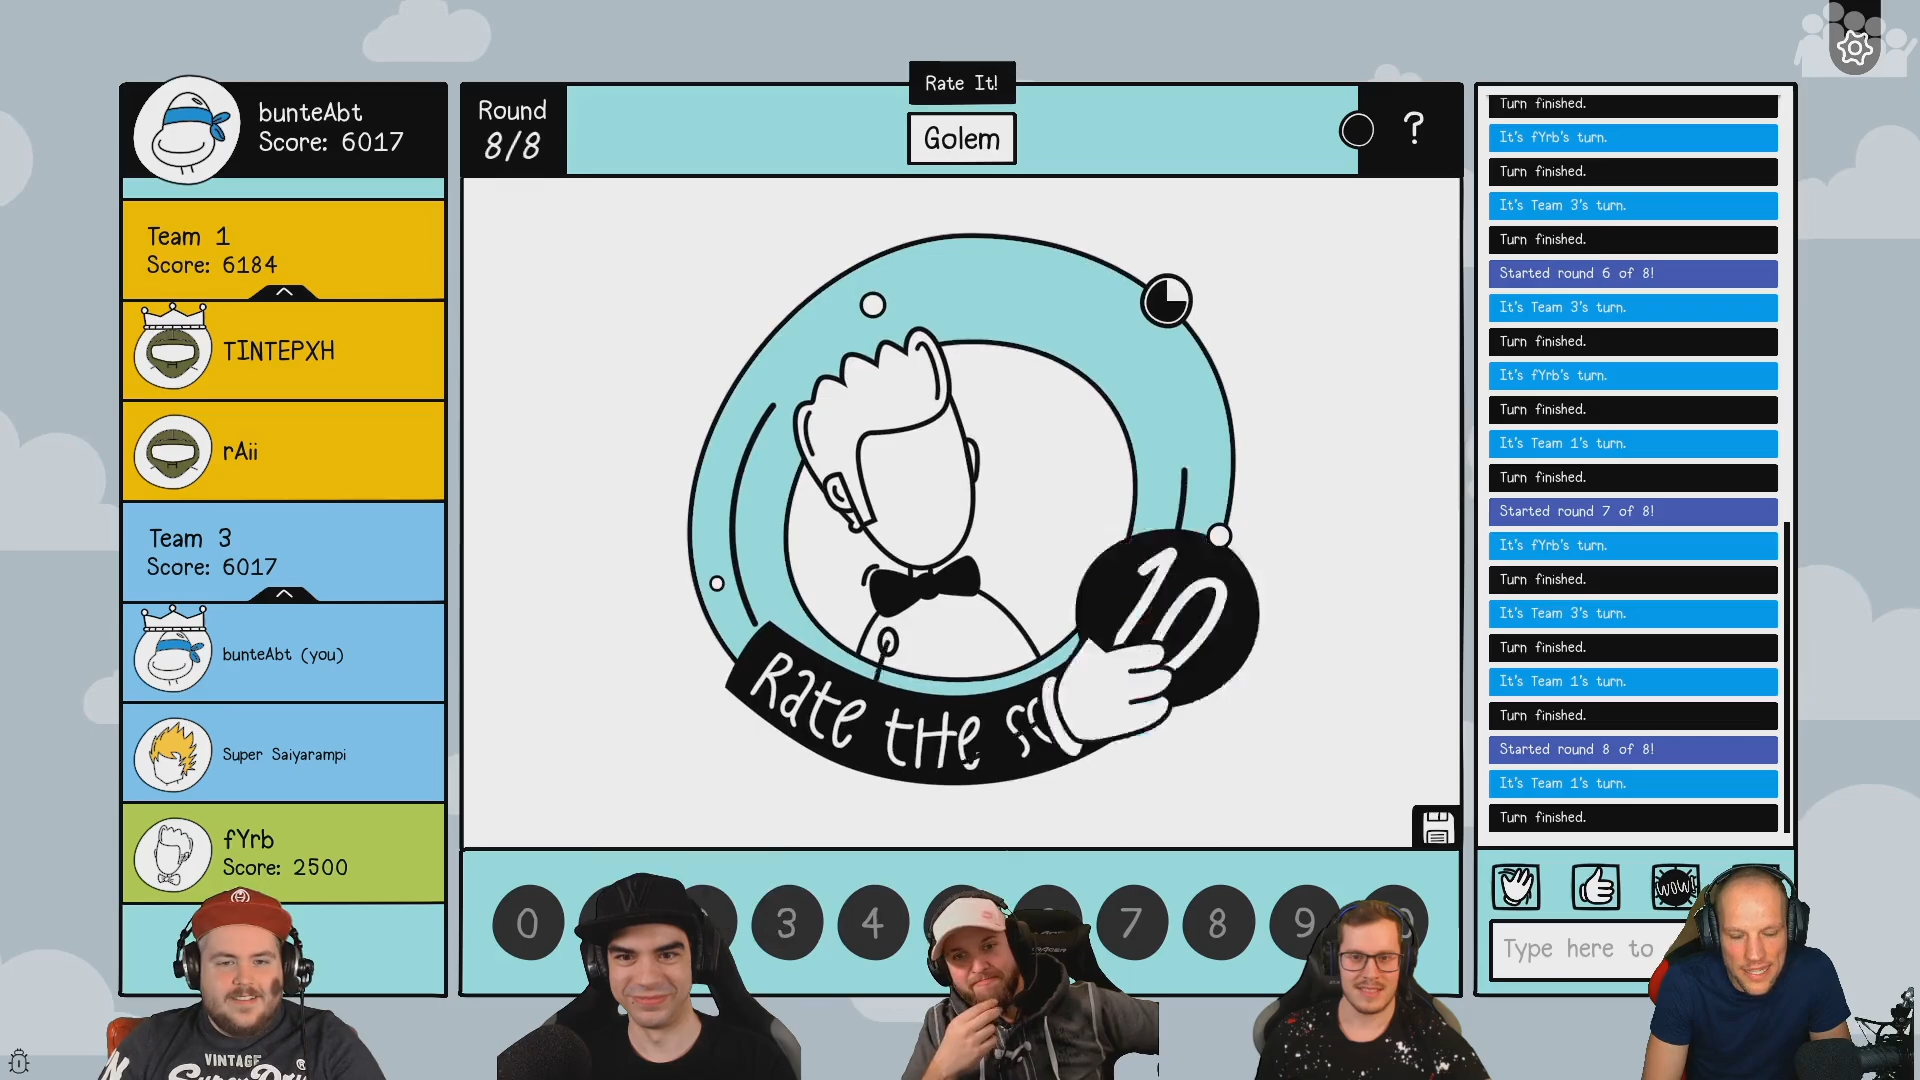 Rate It!
bunteAbt
Score: 6017
Round
8/8
Golem
?
Team 1
Score: 6184
TINTEPXH
rAii
Team 3
Score: 6017
bunteAbt (you)
Super Saiyarampi
fYrb
Score: 2500
10
Rate the
0
3
4
7
8
9
Turn finished.
It's fYrb's turn.
Turn finished.
It's Team 3's turn.
Turn finished.
Started round 6 of 8!
It's Team 3's turn.
Turn finished.
It's fYrb's turn.
Turn finished.
It's Team 1's turn.
Turn finished.
Started round 7 of 8!
It's fYrb's turn.
Turn finished.
It's Team 3's turn.
Turn finished.
It's Team 1's turn.
Turn finished.
Started round 8 of 8!
It's Team 1's turn.
Turn finished.
WOW!
Type here to
VINTAGE